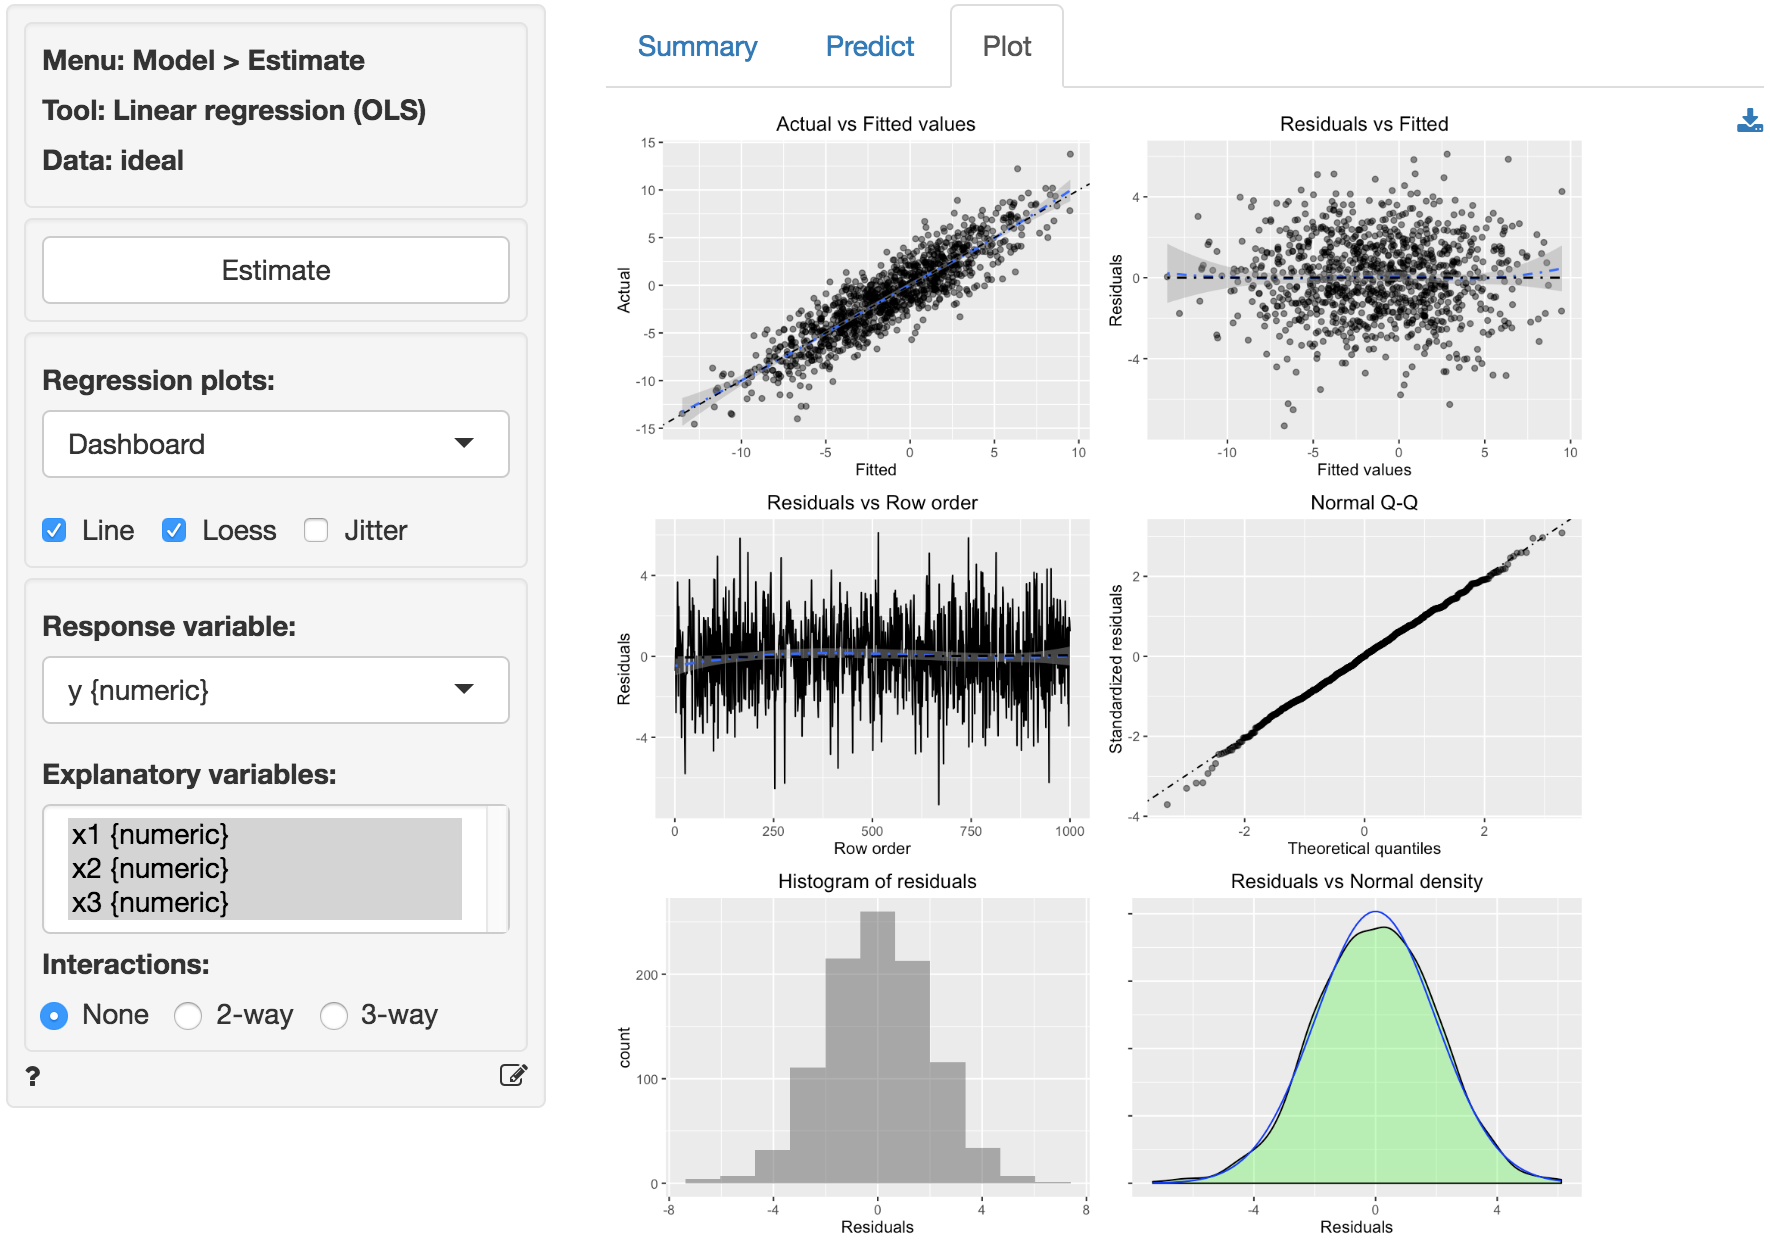 Menu: Model > Estimate
Tool: Linear regression (OLS)
Data: ideal
Estimate
Regression plots:
Dashboard
Line Loess Jitter
Response variable:
y {numeric}
Explanatory variables:
x1 {numeric}
x2 {numeric}
x3 {numeric}
Interactions:
None 2-way 3-way
?
Summary Predict Plot
Actual vs Fitted values
15
10
5
0
-5
-10
-15
Actual
-10 -5 0 5 10
Fitted
Residuals vs Fitted
4
0
-4
Residuals
-10 -5 0 5 10
Fitted values
Residuals vs Row order
4
0
-4
Residuals
0 250 500 750 1000
Row order
Normal Q-Q
2
0
-2
-4
Standardized residuals
-2 0 2
Theoretical quantiles
Histogram of residuals
200
100
0
count
-8 -4 0 4 8
Residuals
Residuals vs Normal density
-4 0 4
Residuals